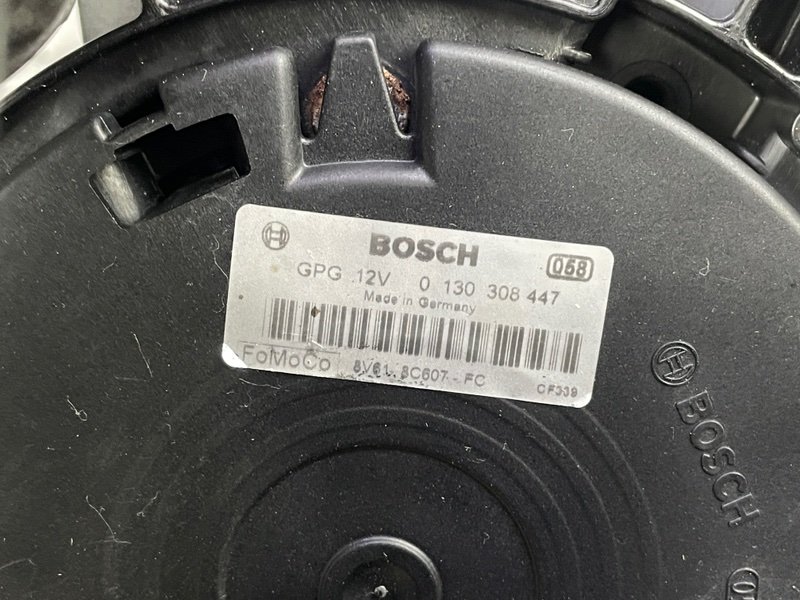 BOSCH
058
GPG 12V 0 130 308 447
Made in Germany
FoMoCo 8V61-8C607-FC CF339
BOSCH